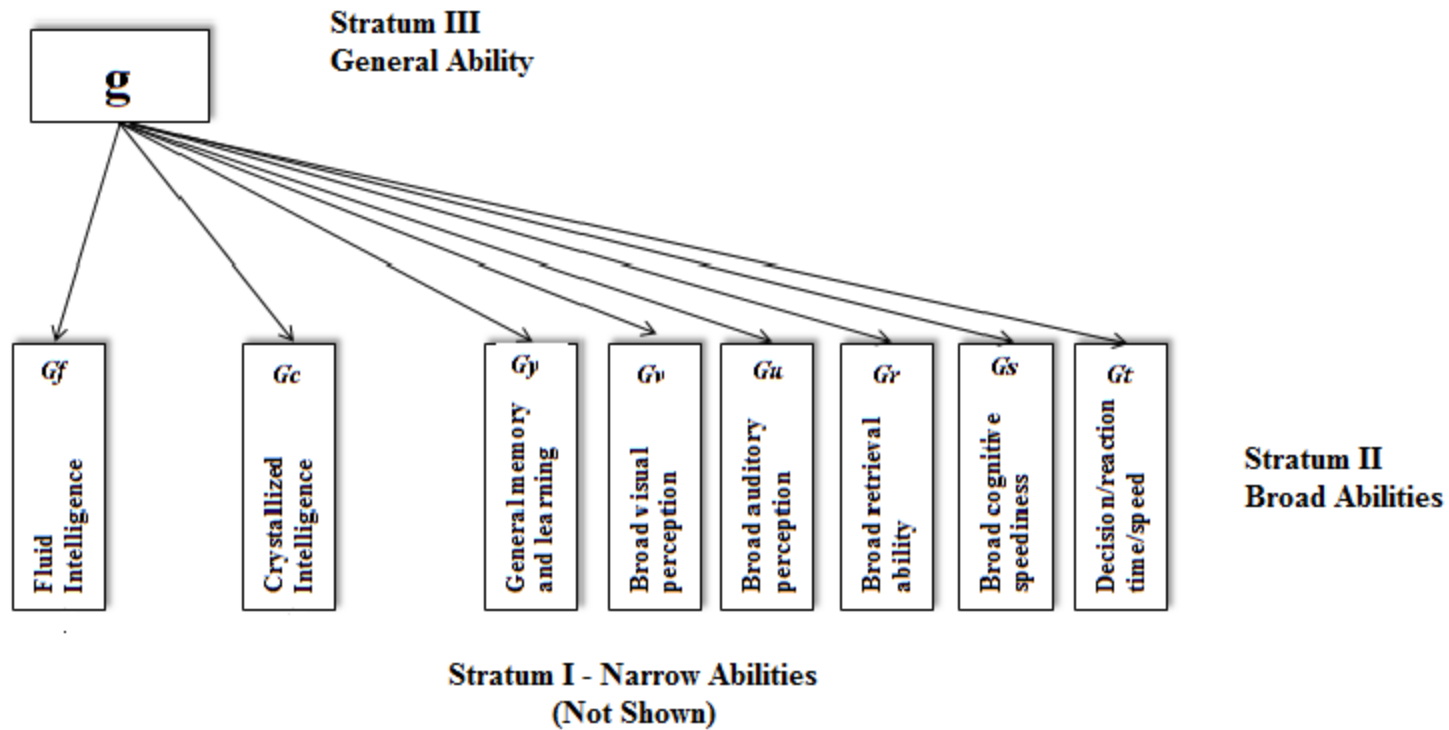 Stratum III
General Ability
g
Gf
Fluid
Intelligence
Gc
Crystallized
Intelligence
Gy
General memory
and learning
Gv
Broad visual
perception
Gu
Broad auditory
perception
Gr
Broad retrieval
ability
Gs
Broad cognitive
speediness
Gt
Decision/reaction
time/speed
Stratum II
Broad Abilities
Stratum I - Narrow Abilities
(Not Shown)